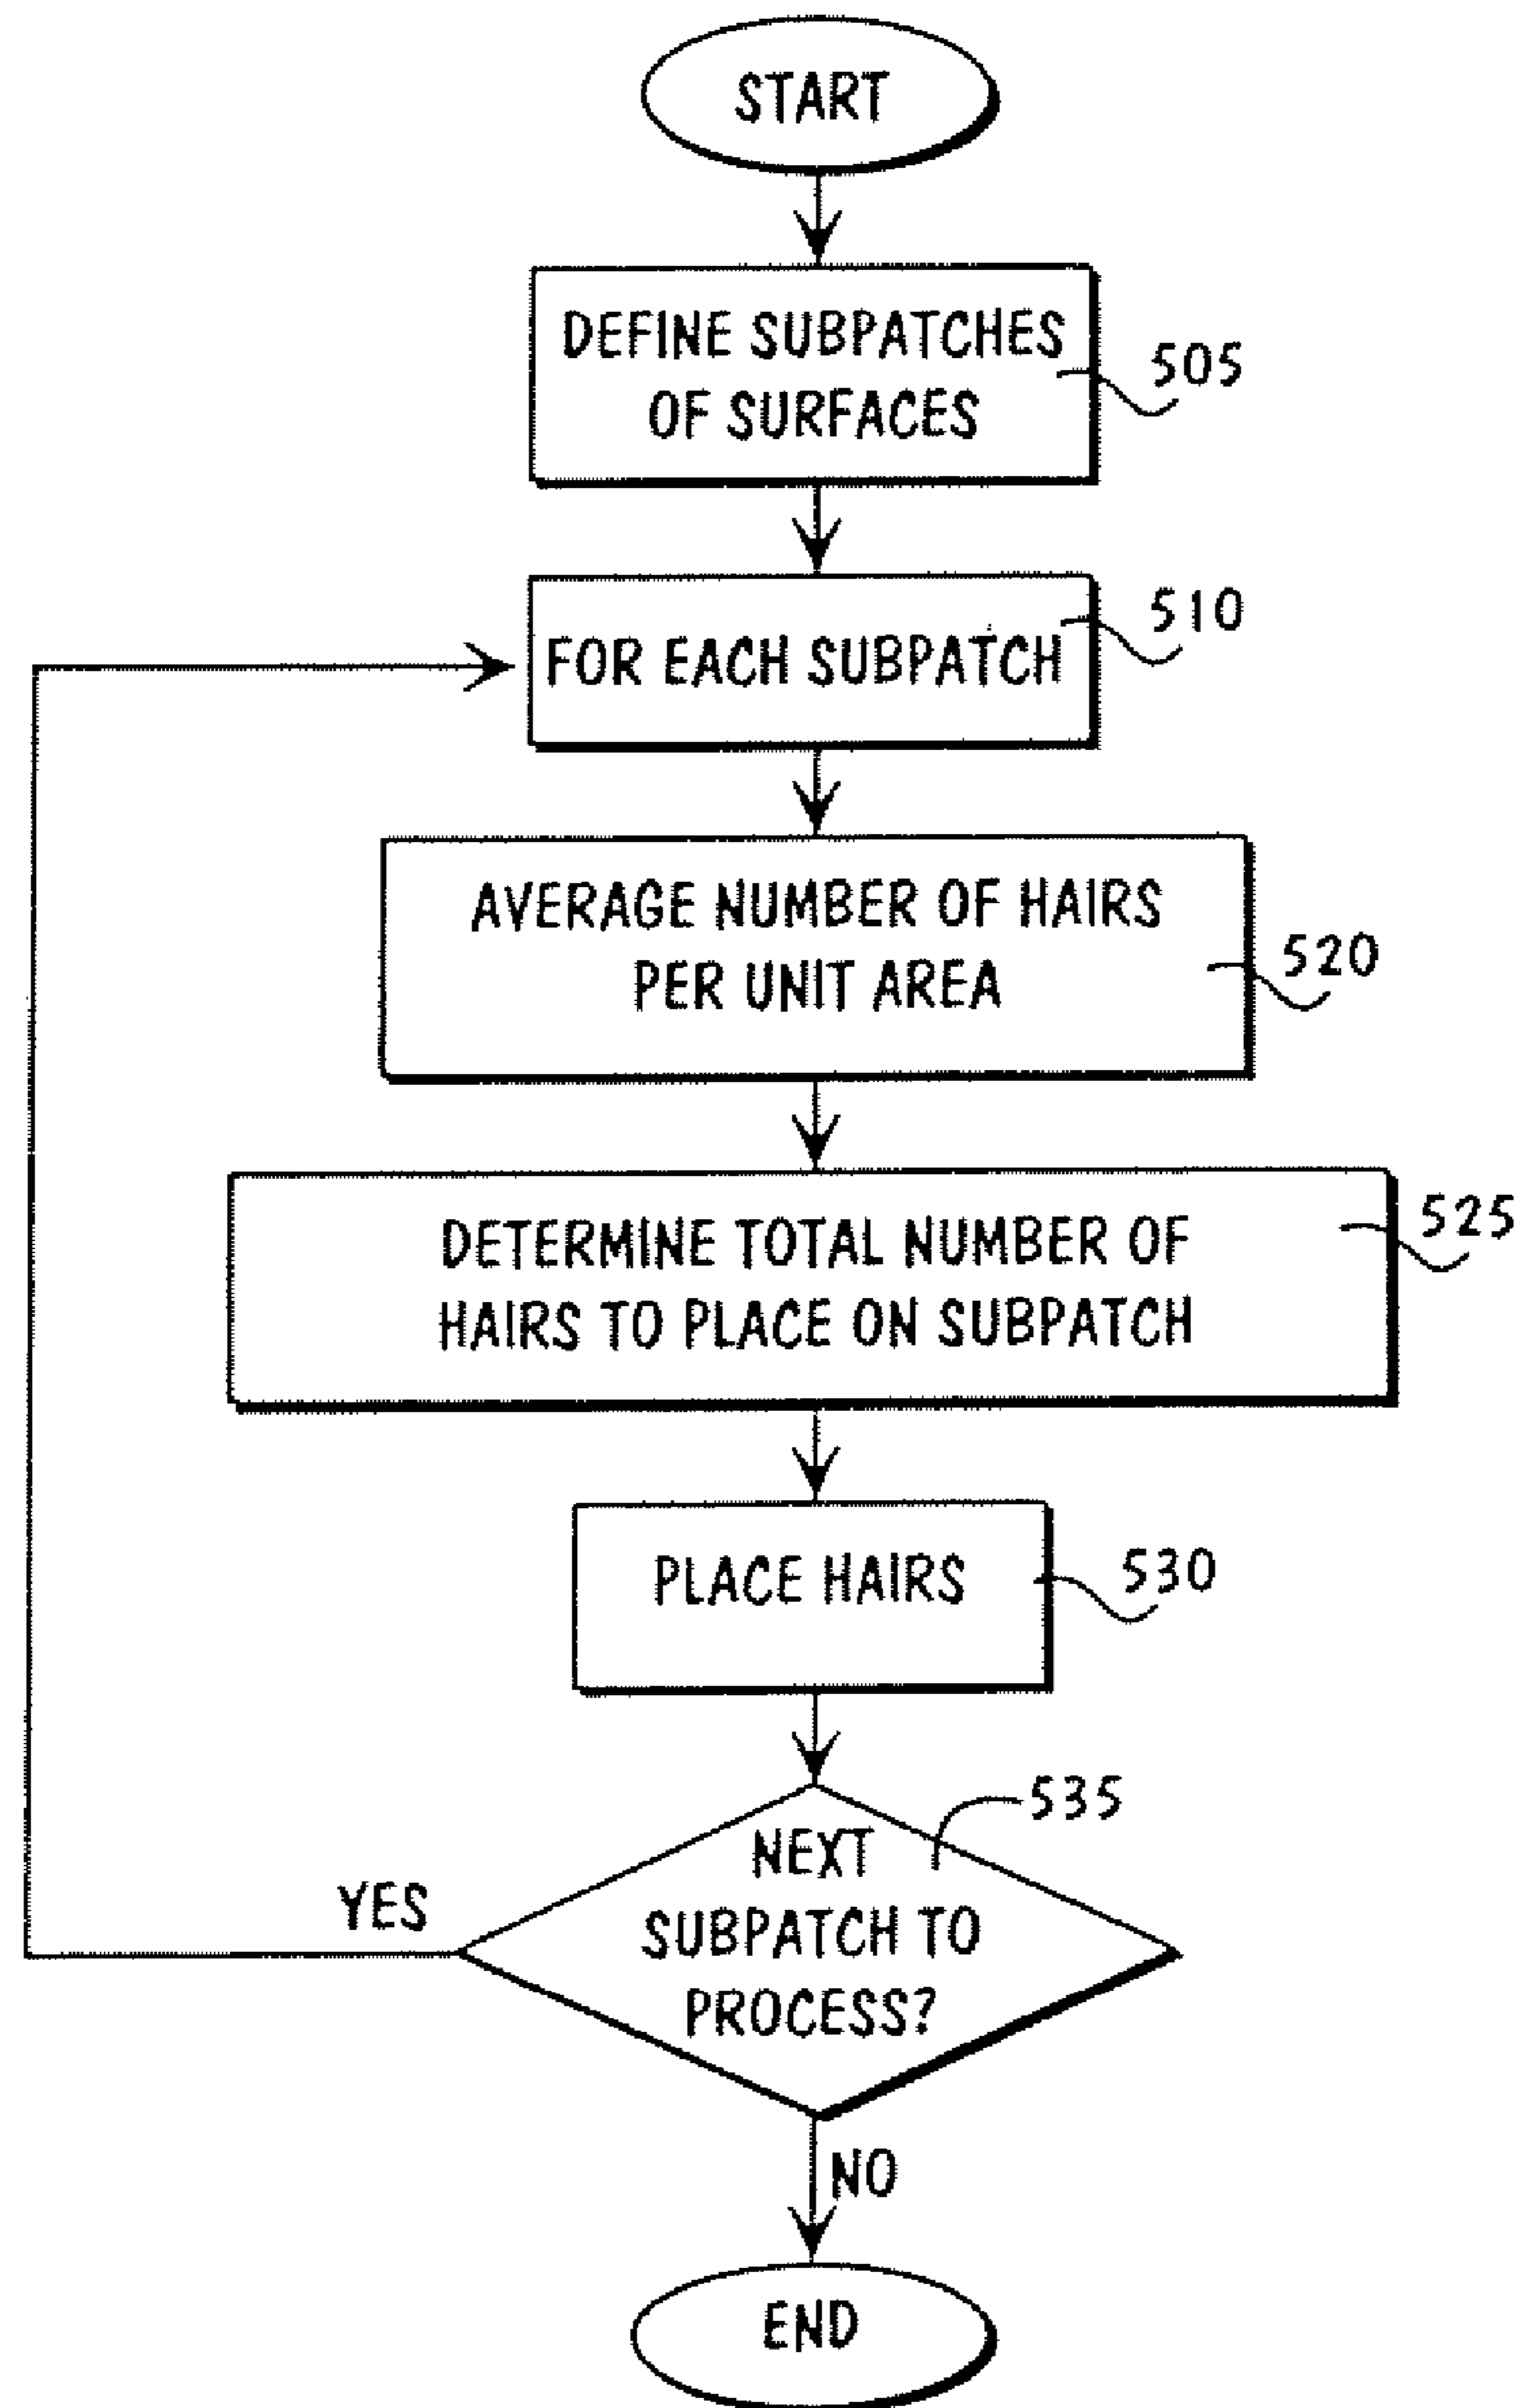 START
DEFINE SUBPATCHES
OF SURFACES
505
FOR EACH SUBPATCH
510
AVERAGE NUMBER OF HAIRS
PER UNIT AREA
520
DETERMINE TOTAL NUMBER OF
HAIRS TO PLACE ON SUBPATCH
525
PLACE HAIRS
530
535
NEXT
SUBPATCH TO
PROCESS?
YES
NO
END